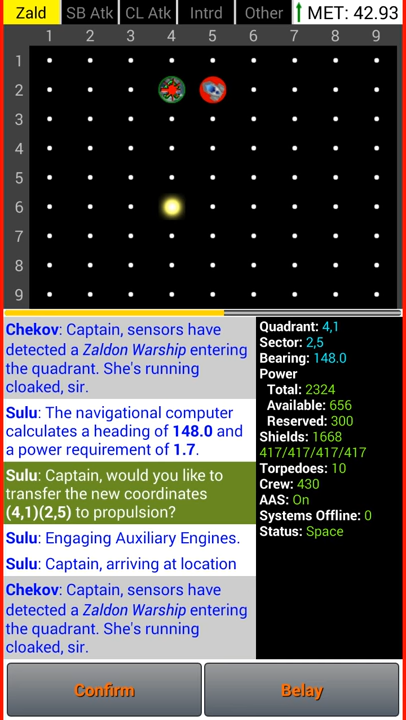 Zald SB Atk CL Atk Intrd Other MET: 42.93
1 2 3 4 5 6 7 8 9
1
2
3
4
5
6
7
8
9
Chekov: Captain, sensors have
detected a Zaldon Warship entering
the quadrant. She's running
cloaked, sir.
Sulu: The navigational computer
calculates a heading of 148.0 and
a power requirement of 1.7.
Sulu: Captain, would you like to
transfer the new coordinates
(4,1)(2,5) to propulsion?
Sulu: Engaging Auxiliary Engines.
Sulu: Captain, arriving at location
Chekov: Captain, sensors have
detected a Zaldon Warship entering
the quadrant. She's running
cloaked, sir.
Quadrant: 4,1
Sector: 2,5
Bearing: 148.0
Power
Total: 2324
Available: 656
Reserved: 300
Shields: 1668
417/417/417/417
Torpedoes: 10
Crew: 430
AAS: On
Systems Offline: 0
Status: Space
Confirm Belay